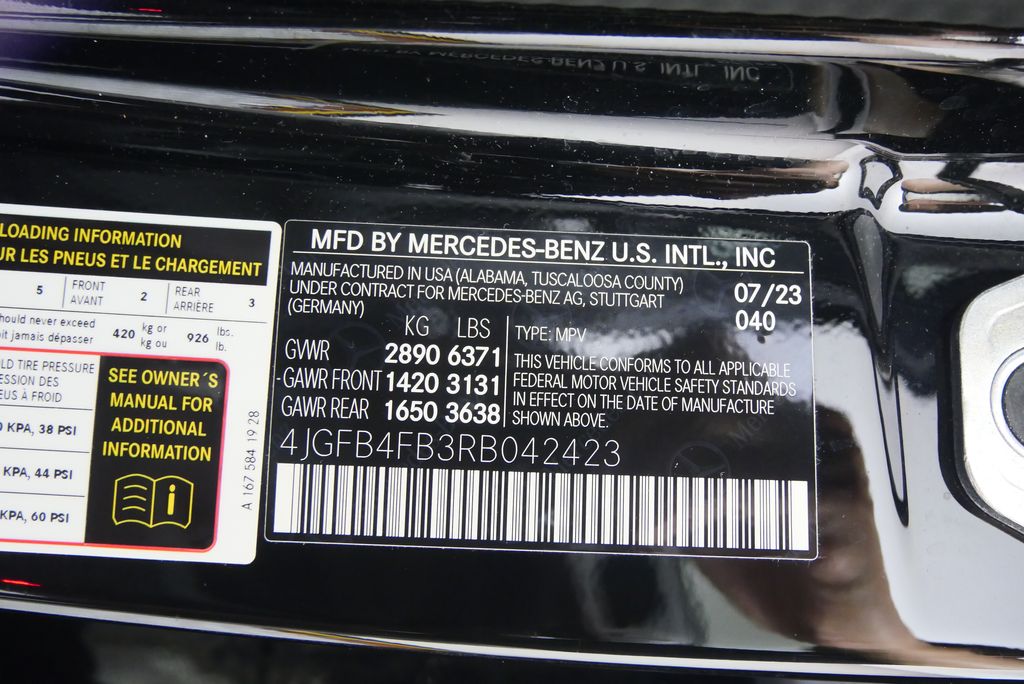 LOADING INFORMATION
UR LES PNEUS ET LE CHARGEMENT
5 FRONT AVANT 2 REAR ARRIÈRE 3
should never exceed
jamais dépasser
420 kg or kg ou 926 lbs. lb.
TIRE PRESSURE
DES
À FROID
KPA, 38 PSI
KPA, 44 PSI
KPA, 60 PSI
SEE OWNER´S
MANUAL FOR
ADDITIONAL
INFORMATION
A 167 584 19 28
MFD BY MERCEDES-BENZ U.S. INTL., INC
MANUFACTURED IN USA (ALABAMA, TUSCALOOSA COUNTY)
UNDER CONTRACT FOR MERCEDES-BENZ AG, STUTTGART
(GERMANY)
07/23
040
KG LBS
GVWR 2890 6371
GAWR FRONT 1420 3131
GAWR REAR 1650 3638
TYPE: MPV
THIS VEHICLE CONFORMS TO ALL APPLICABLE
FEDERAL MOTOR VEHICLE SAFETY STANDARDS
IN EFFECT ON THE DATE OF MANUFACTURE
SHOWN ABOVE.
4JGFB4FB3RB042423